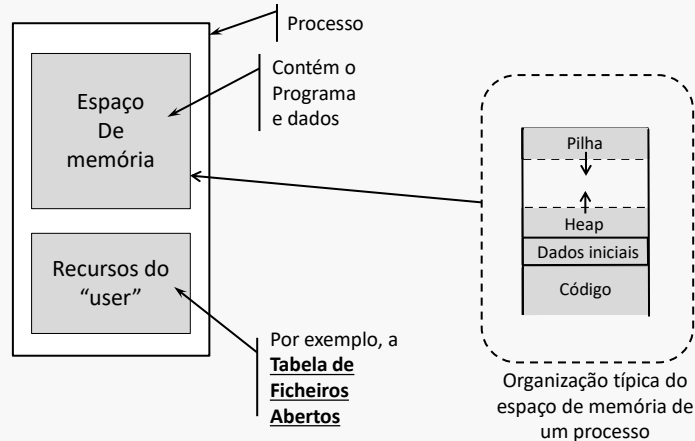 Processo
Contém o
Programa
e dados
Espaço
De
memória
Recursos do
“user”
Por exemplo, a
Tabela de
Ficheiros
Abertos
Pilha
Heap
Dados iniciais
Código
Organização típica do
espaço de memória de
um processo